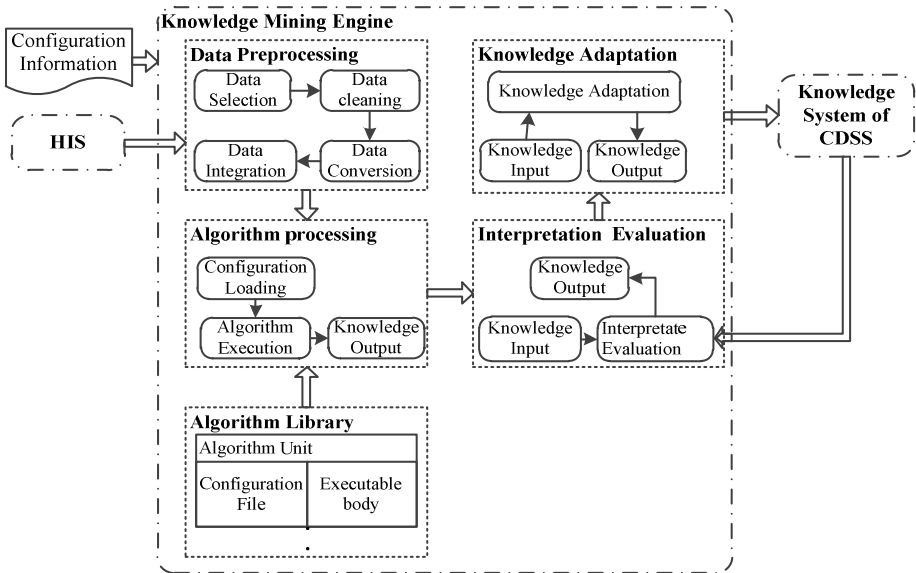 Knowledge Mining Engine
Configuration
Information
HIS
Data Preprocessing
Data
Selection
Data
cleaning
Data
Integration
Data
Conversion
Knowledge Adaptation
Knowledge Adaptation
Knowledge
Input
Knowledge
Output
Knowledge
System of
CDSS
Algorithm processing
Configuration
Loading
Algorithm
Execution
Knowledge
Output
Interpretation Evaluation
Knowledge
Output
Knowledge
Input
Interpretate
Evaluation
Algorithm Library
Algorithm Unit
Configuration
File
Executable
body